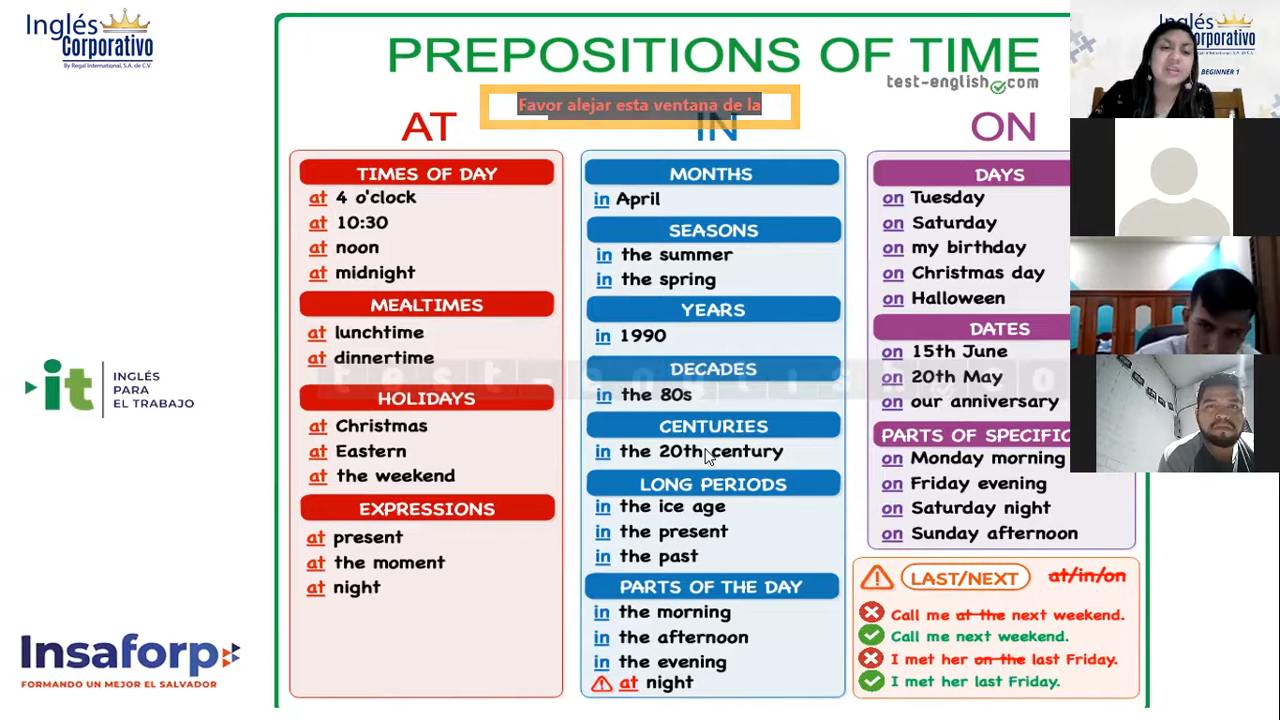 Inglés
Corporativo
By Regal International, S.A. de C.V.
PREPOSITIONS OF TIME
test-english.com
Favor alejar esta ventana de la
AT
IN
ON
TIMES OF DAY
at 4 o'clock
at 10:30
at noon
at midnight
MEALTIMES
at lunchtime
at dinnertime
HOLIDAYS
at Christmas
at Eastern
at the weekend
EXPRESSIONS
at present
at the moment
at night
MONTHS
in April
SEASONS
in the summer
in the spring
YEARS
in 1990
DECADES
in the 80s
CENTURIES
in the 20th century
LONG PERIODS
in the ice age
in the present
in the past
PARTS OF THE DAY
in the morning
in the afternoon
in the evening
at night
DAYS
on Tuesday
on Saturday
on my birthday
on Christmas day
on Halloween
DATES
on 15th June
on 20th May
on our anniversary
PARTS OF SPECIFIC
on Monday morning
on Friday evening
on Saturday night
on Sunday afternoon
LAST/NEXT at/in/on
Call me at the next weekend.
Call me next weekend.
I met her on the last Friday.
I met her last Friday.
it
INGLÉS
PARA
EL TRABAJO
Insaforp
FORMANDO UN MEJOR EL SALVADOR
Inglés
Corporativo
BEGINNER 1